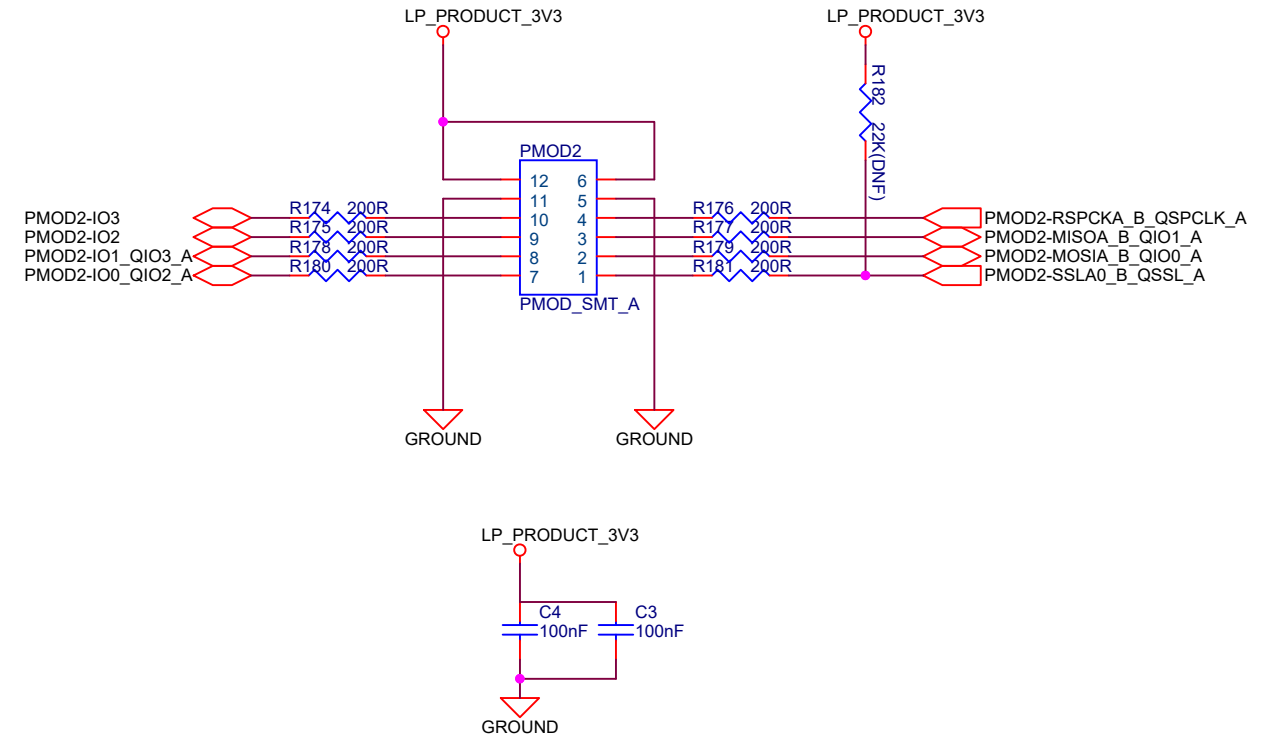 LP_PRODUCT_3V3
LP_PRODUCT_3V3
R182 22K(DNF)
PMOD2
12 6
11 5
10 4
9 3
8 2
7 1
PMOD_SMT_A
PMOD2-IO3
R174 200R
PMOD2-IO2
R175 200R
PMOD2-IO1_QIO3_A
R178 200R
PMOD2-IO0_QIO2_A
R180 200R
R176 200R
PMOD2-RSPCKA_B_QSPCLK_A
R177 200R
PMOD2-MISOA_B_QIO1_A
R179 200R
PMOD2-MOSIA_B_QIO0_A
R181 200R
PMOD2-SSLA0_B_QSSL_A
GROUND
GROUND
LP_PRODUCT_3V3
C4
100nF
C3
100nF
GROUND